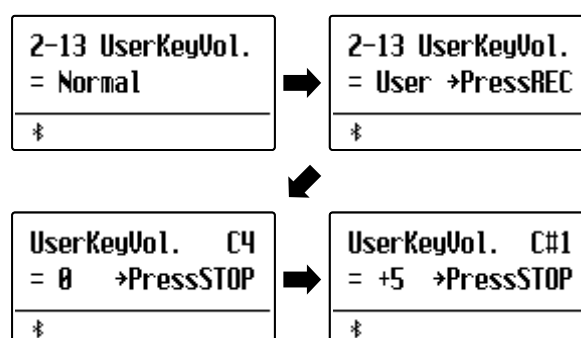 2-13 UserKeyVol.
= Normal
2-13 UserKeyVol.
= User →PressREC
UserKeyVol. C4
= 0 →PressSTOP
UserKeyVol. C#1
= +5 →PressSTOP